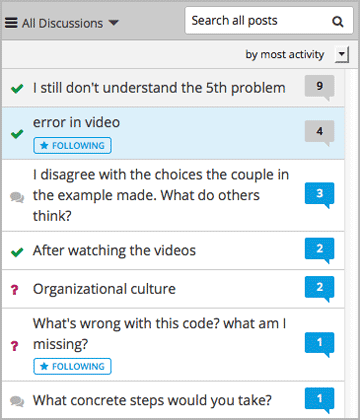 All Discussions
Search all posts
by most activity
I still don't understand the 5th problem
9
error in video
4
★ FOLLOWING
I disagree with the choices the couple in
the example made. What do others
think?
3
After watching the videos
2
? Organizational culture
2
What's wrong with this code? what am I
? missing?
1
★ FOLLOWING
What concrete steps would you take?
1